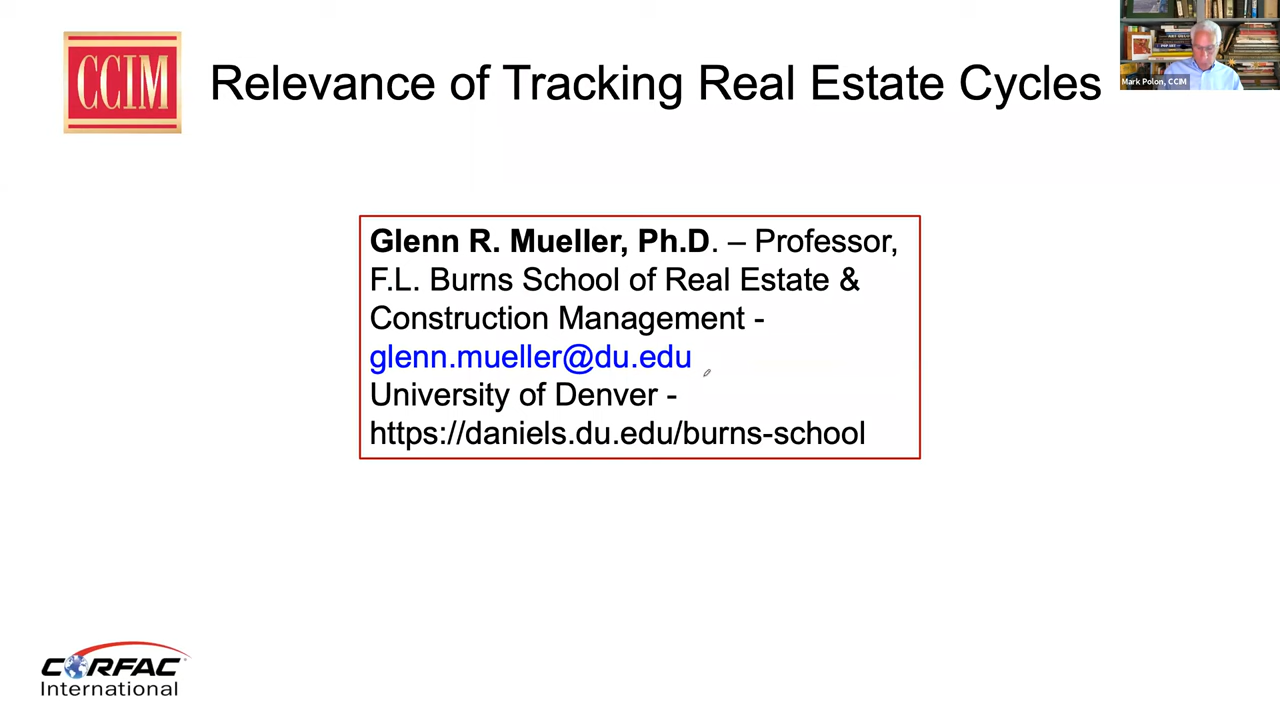 CCIM
Relevance of Tracking Real Estate Cycles
Mark Polon, CCIM
Glenn R. Mueller, Ph.D. – Professor,
F.L. Burns School of Real Estate &
Construction Management -
glenn.mueller@du.edu
University of Denver -
https://daniels.du.edu/burns-school
CORFAC
International